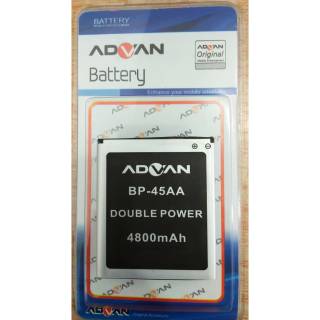 BATTERY
ADVAN
Battery
ADVAN
Original
ADVAN
BP-45AA
DOUBLE POWER
4800mAh
ADVAN